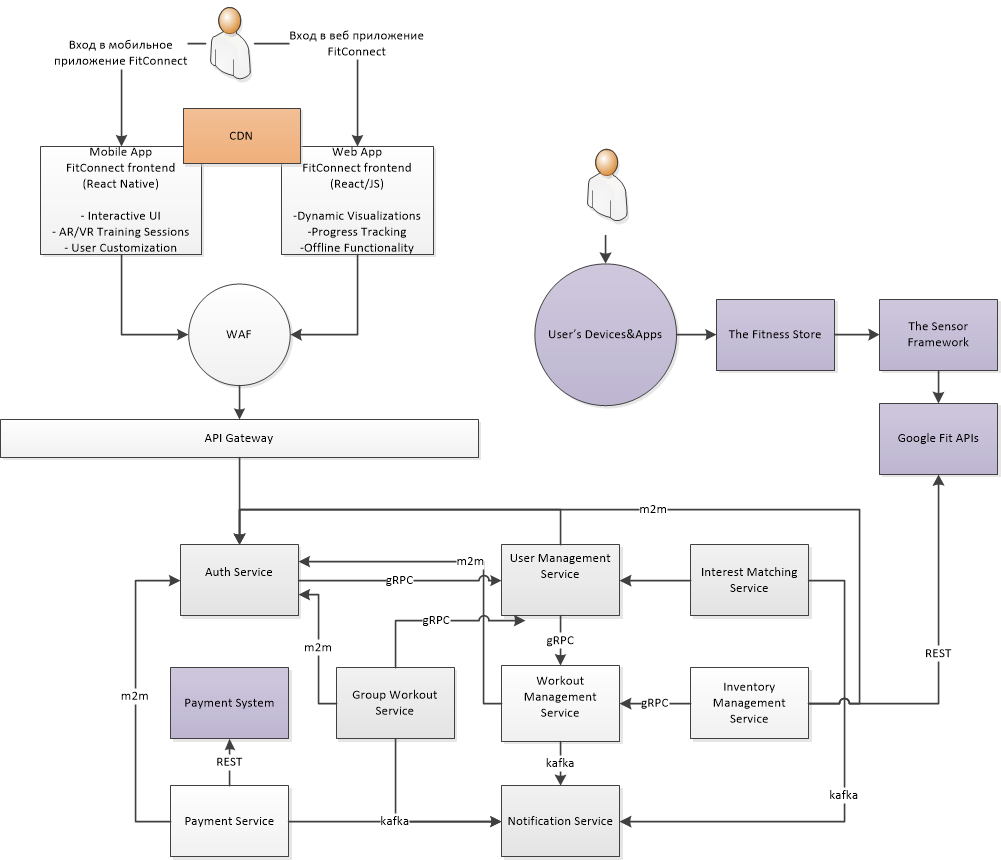 Вход в мобильное
приложение FitConnect
Вход в веб приложение
FitConnect
CDN
Mobile App
FitConnect frontend
(React Native)
- Interactive UI
- AR/VR Training Sessions
- User Customization
Web App
FitConnect frontend
(React/JS)
-Dynamic Visualizations
-Progress Tracking
-Offline Functionality
WAF
User's Devices&Apps
The Fitness Store
The Sensor
Framework
API Gateway
Google Fit APIs
m2m
Auth Service
m2m
gRPC
User Management
Service
Interest Matching
Service
gRPC
gRPC
m2m
REST
m2m
Payment System
Group Workout
Service
Workout
Management
Service
gRPC
Inventory
Management
Service
REST
kafka
kafka
Payment Service
kafka
Notification Service